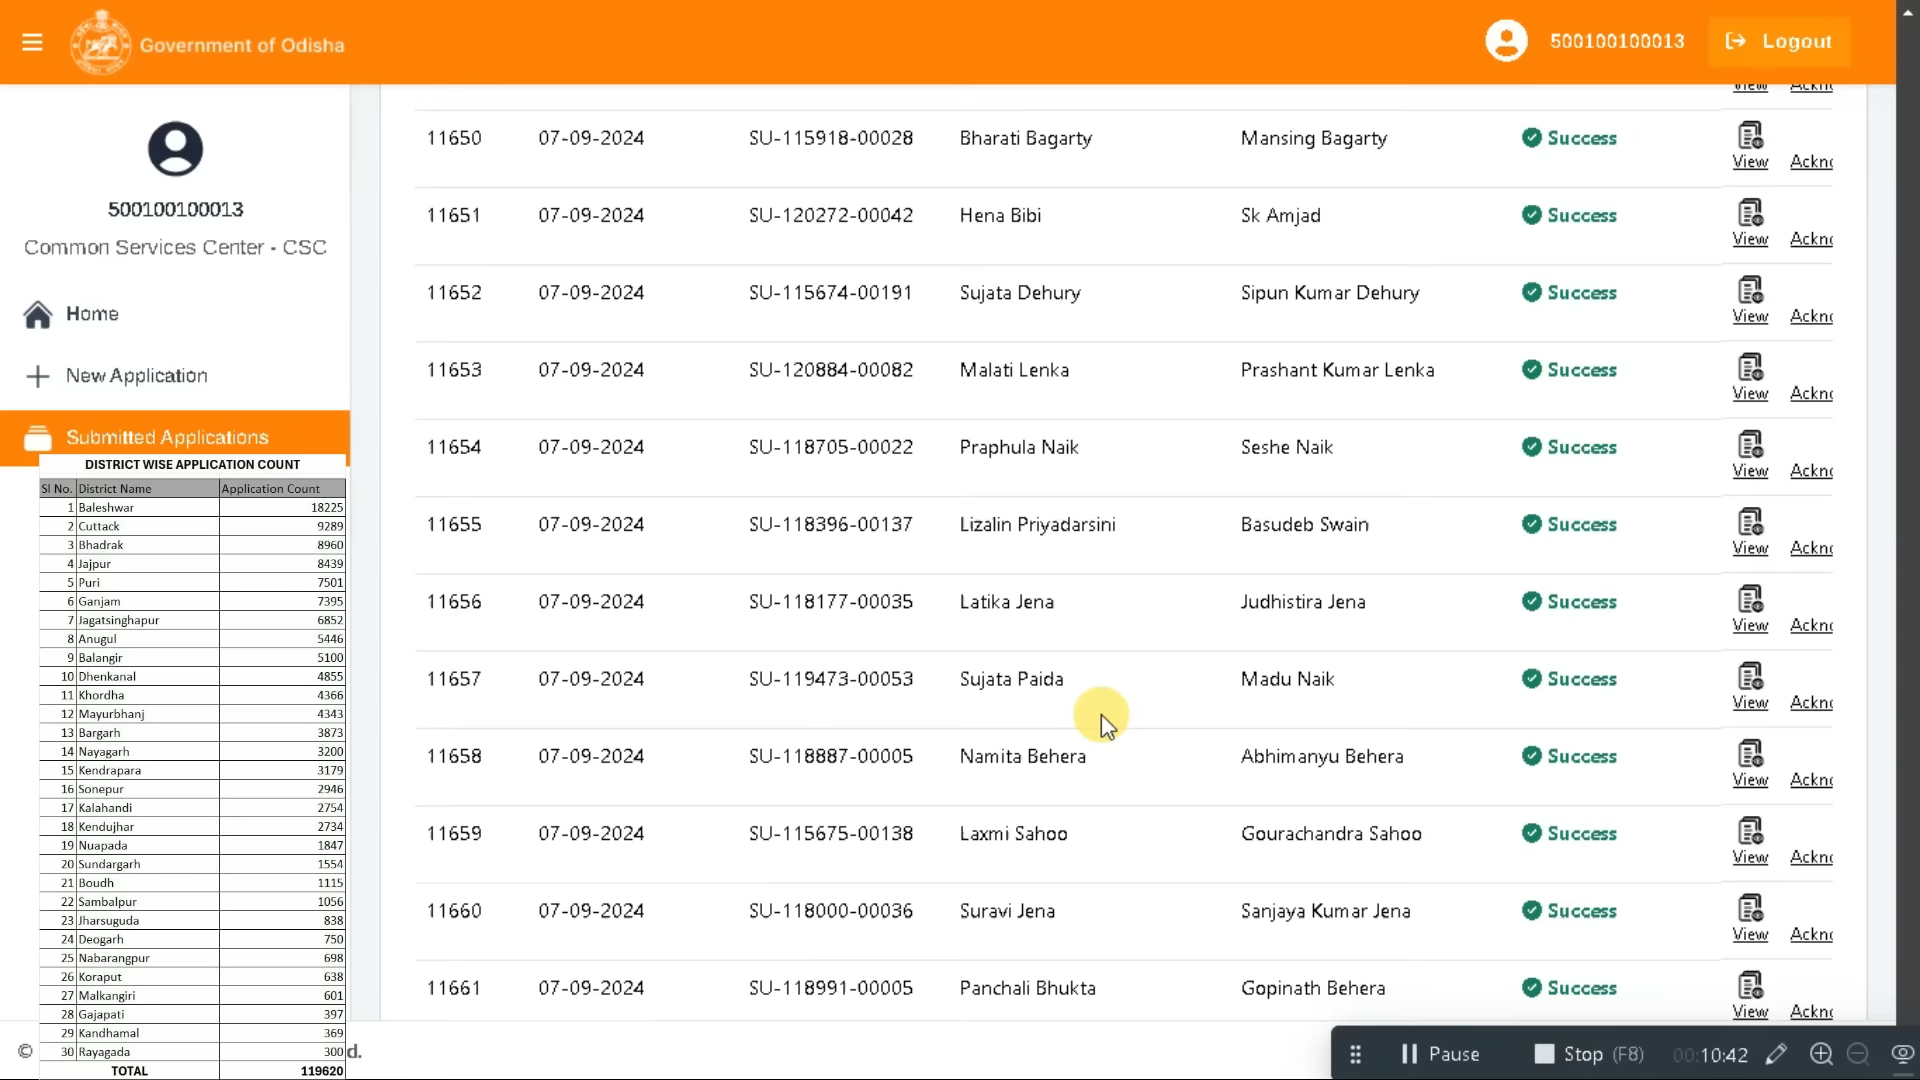 Government of Odisha
500100100013
Logout
500100100013
Common Services Center - CSC
Home
New Application
Submitted Applications
DISTRICT WISE APPLICATION COUNT
Sl No. District Name Application Count
1 Baleshwar 18225
2 Cuttack 9289
3 Bhadrak 8960
4 Jajpur 8439
5 Puri 7501
6 Ganjam 7395
7 Jagatsinghapur 6852
8 Anugul 5446
9 Balangir 5100
10 Dhenkanal 4855
11 Khordha 4366
12 Mayurbhanj 4343
13 Bargarh 3873
14 Nayagarh 3200
15 Kendrapara 3179
16 Sonepur 2946
17 Kalahandi 2754
18 Kendujhar 2734
19 Nuapada 1847
20 Sundargarh 1554
21 Boudh 1115
22 Sambalpur 1056
23 Jharsuguda 838
24 Deogarh 750
25 Nabarangpur 698
26 Koraput 638
27 Malkangiri 601
28 Gajapati 397
29 Kandhamal 369
30 Rayagada 300
TOTAL 119620
© d.
View Ackn
11650 07-09-2024 SU-115918-00028 Bharati Bagarty Mansing Bagarty Success
View Ackn
11651 07-09-2024 SU-120272-00042 Hena Bibi Sk Amjad Success
View Ackn
11652 07-09-2024 SU-115674-00191 Sujata Dehury Sipun Kumar Dehury Success
View Ackn
11653 07-09-2024 SU-120884-00082 Malati Lenka Prashant Kumar Lenka Success
View Ackn
11654 07-09-2024 SU-118705-00022 Praphula Naik Seshe Naik Success
View Ackn
11655 07-09-2024 SU-118396-00137 Lizalin Priyadarsini Basudeb Swain Success
View Ackn
11656 07-09-2024 SU-118177-00035 Latika Jena Judhistira Jena Success
View Ackn
11657 07-09-2024 SU-119473-00053 Sujata Paida Madu Naik Success
View Ackn
11658 07-09-2024 SU-118887-00005 Namita Behera Abhimanyu Behera Success
View Ackn
11659 07-09-2024 SU-115675-00138 Laxmi Sahoo Gourachandra Sahoo Success
View Ackn
11660 07-09-2024 SU-118000-00036 Suravi Jena Sanjaya Kumar Jena Success
View Ackn
11661 07-09-2024 SU-118991-00005 Panchali Bhukta Gopinath Behera Success
View Ackn
Pause Stop (F8) 00:10:42